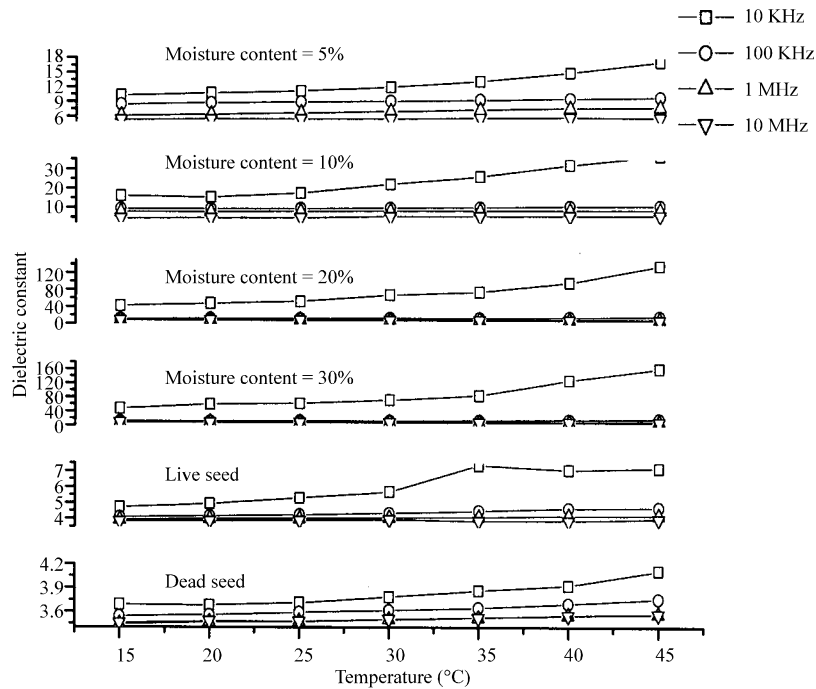 10 KHz
100 KHz
1 MHz
10 MHz
Dielectric constant
Moisture content = 5%
18
15
12
9
6
Moisture content = 10%
30
20
10
Moisture content = 20%
120
80
40
0
Moisture content = 30%
160
120
80
40
0
Live seed
7
6
5
4
Dead seed
4.2
3.9
3.6
15 20 25 30 35 40 45
Temperature (°C)